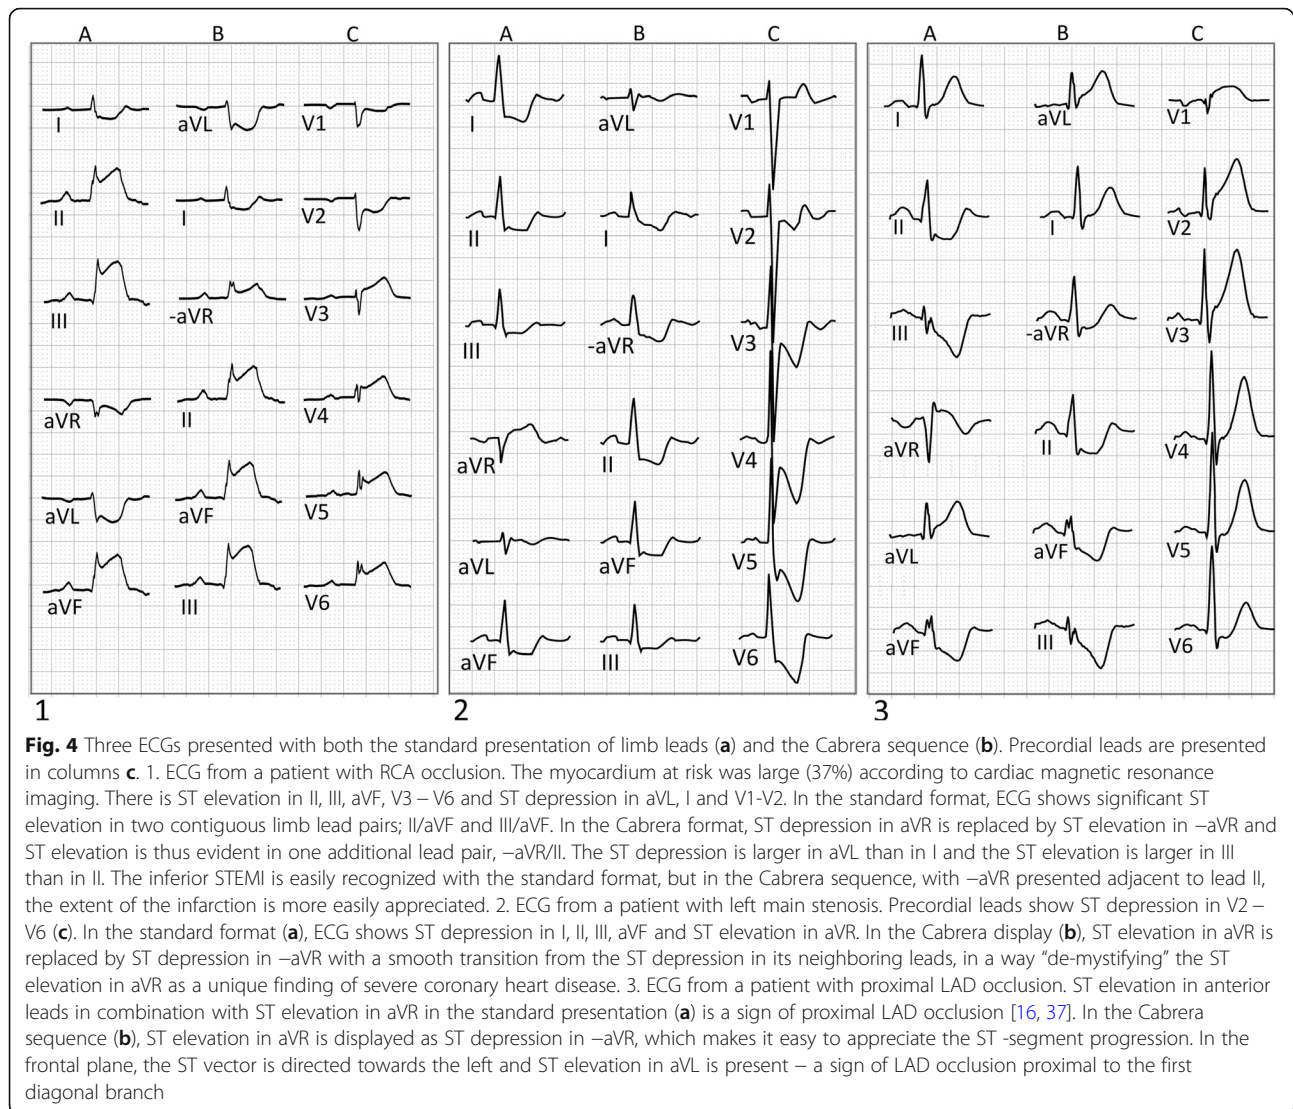 A B C
I aVL V1
II I V2
III -aVR V3
aVR II V4
aVL aVF V5
aVF III V6
1
A B C
I aVL V1
II I V2
III -aVR V3
aVR II V4
aVL aVF V5
aVF III V6
2
A B C
I aVL V1
II I V2
III -aVR V3
aVR II V4
aVL aVF V5
aVF III V6
3
Fig. 4 Three ECGs presented with both the standard presentation of limb leads (a) and the Cabrera sequence (b). Precordial leads are presented
in columns c. 1. ECG from a patient with RCA occlusion. The myocardium at risk was large (37%) according to cardiac magnetic resonance
imaging. There is ST elevation in II, III, aVF, V3 – V6 and ST depression in aVL, I and V1-V2. In the standard format, ECG shows significant ST
elevation in two contiguous limb lead pairs; II/aVF and III/aVF. In the Cabrera format, ST depression in aVR is replaced by ST elevation in −aVR and
ST elevation is thus evident in one additional lead pair, −aVR/II. The ST depression is larger in aVL than in I and the ST elevation is larger in III
than in II. The inferior STEMI is easily recognized with the standard format, but in the Cabrera sequence, with −aVR presented adjacent to lead II,
the extent of the infarction is more easily appreciated. 2. ECG from a patient with left main stenosis. Precordial leads show ST depression in V2 –
V6 (c). In the standard format (a), ECG shows ST depression in I, II, III, aVF and ST elevation in aVR. In the Cabrera display (b), ST elevation in aVR is
replaced by ST depression in −aVR with a smooth transition from the ST depression in its neighboring leads, in a way “de-mystifying” the ST
elevation in aVR as a unique finding of severe coronary heart disease. 3. ECG from a patient with proximal LAD occlusion. ST elevation in anterior
leads in combination with ST elevation in aVR in the standard presentation (a) is a sign of proximal LAD occlusion [16, 37]. In the Cabrera
sequence (b), ST elevation in aVR is displayed as ST depression in −aVR, which makes it easy to appreciate the ST -segment progression. In the
frontal plane, the ST vector is directed towards the left and ST elevation in aVL is present – a sign of LAD occlusion proximal to the first
diagonal branch